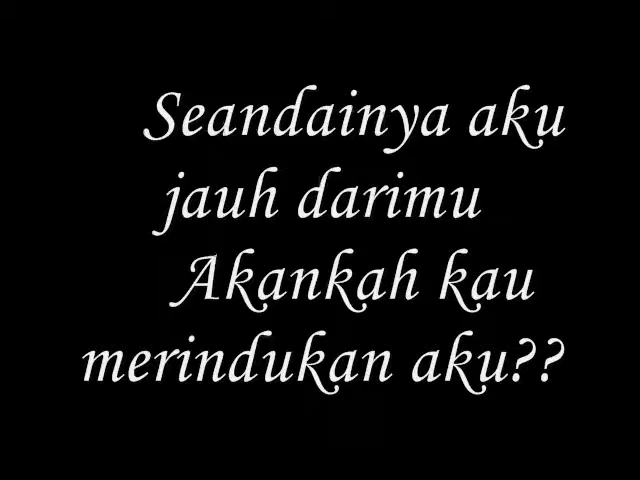 Seandainya aku
jauh darimu
Akankah kau
merindukan aku??